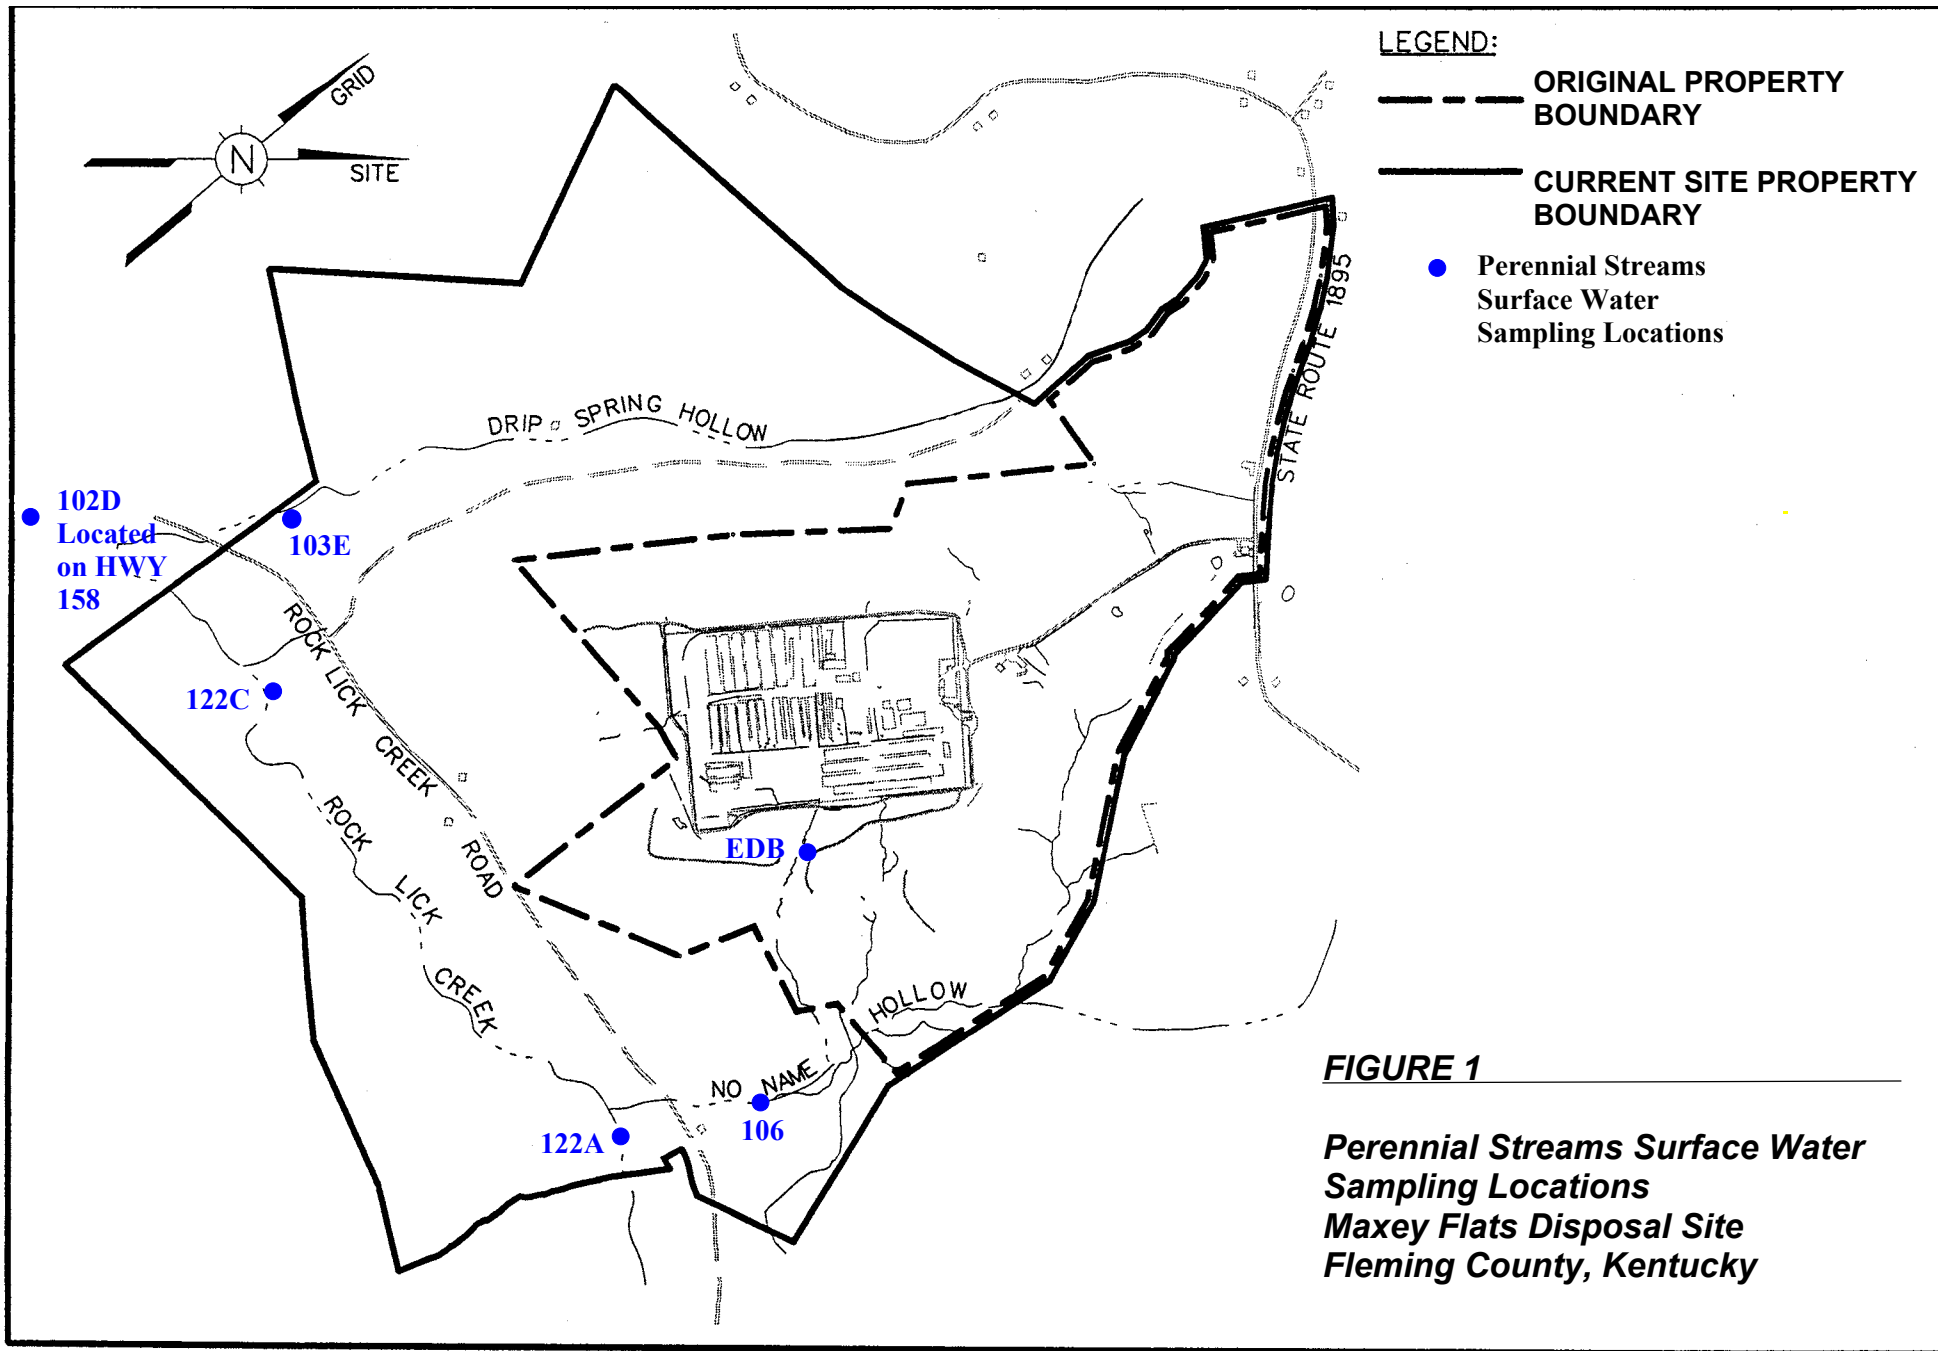 GRID
N
SITE
LEGEND:
ORIGINAL PROPERTY
BOUNDARY
CURRENT SITE PROPERTY
BOUNDARY
Perennial Streams
Surface Water
Sampling Locations
STATE ROUTE 1895
DRIP SPRING HOLLOW
102D
Located
on HWY
158
103E
ROCK LICK CREEK ROAD
122C
ROCK LICK CREEK
EDB
NO NAME HOLLOW
106
122A
FIGURE 1
Perennial Streams Surface Water
Sampling Locations
Maxey Flats Disposal Site
Fleming County, Kentucky